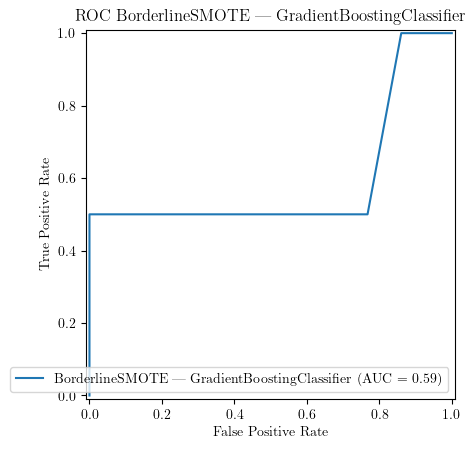 ROC BorderlineSMOTE — GradientBoostingClassifier
1.0
0.8
0.6
0.4
0.2
0.0
True Positive Rate
BorderlineSMOTE — GradientBoostingClassifier (AUC = 0.59)
0.0 0.2 0.4 0.6 0.8 1.0
False Positive Rate